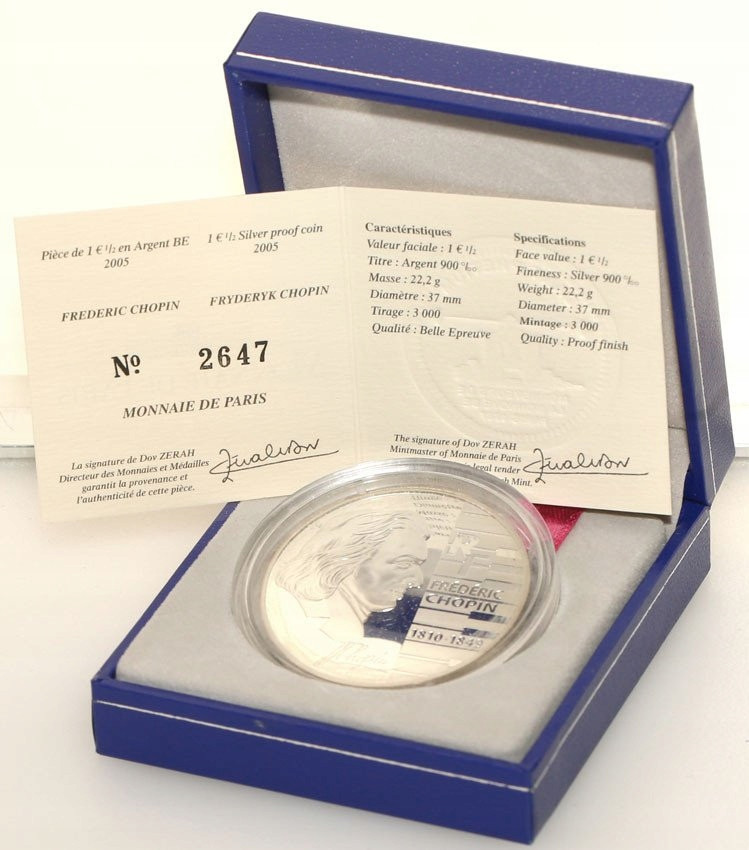 Pièce de 1 € 1/2 en Argent BE
2005
1 € 1/2 Silver proof coin
2005
FREDERIC CHOPIN
FRYDERYK CHOPIN
Nº 2647
MONNAIE DE PARIS
La signature de Dov ZERAH
Directeur des Monnaies et Médailles
garantit la provenance et
l'authenticité de cette pièce.
Caractéristiques
Valeur faciale : 1 € 1/2
Titre : Argent 900 ‰
Masse : 22,2 g
Diamètre : 37 mm
Tirage : 3 000
Qualité : Belle Epreuve
Specifications
Face value : 1 € 1/2
Fineness : Silver 900 ‰
Weight : 22,2 g
Diameter : 37 mm
Mintage : 3 000
Quality : Proof finish
The signature of Dov ZERAH
Mintmaster of Monnaie de Paris
legal tender
Mint.
FRÉDÉRIC
CHOPIN
1810-1849